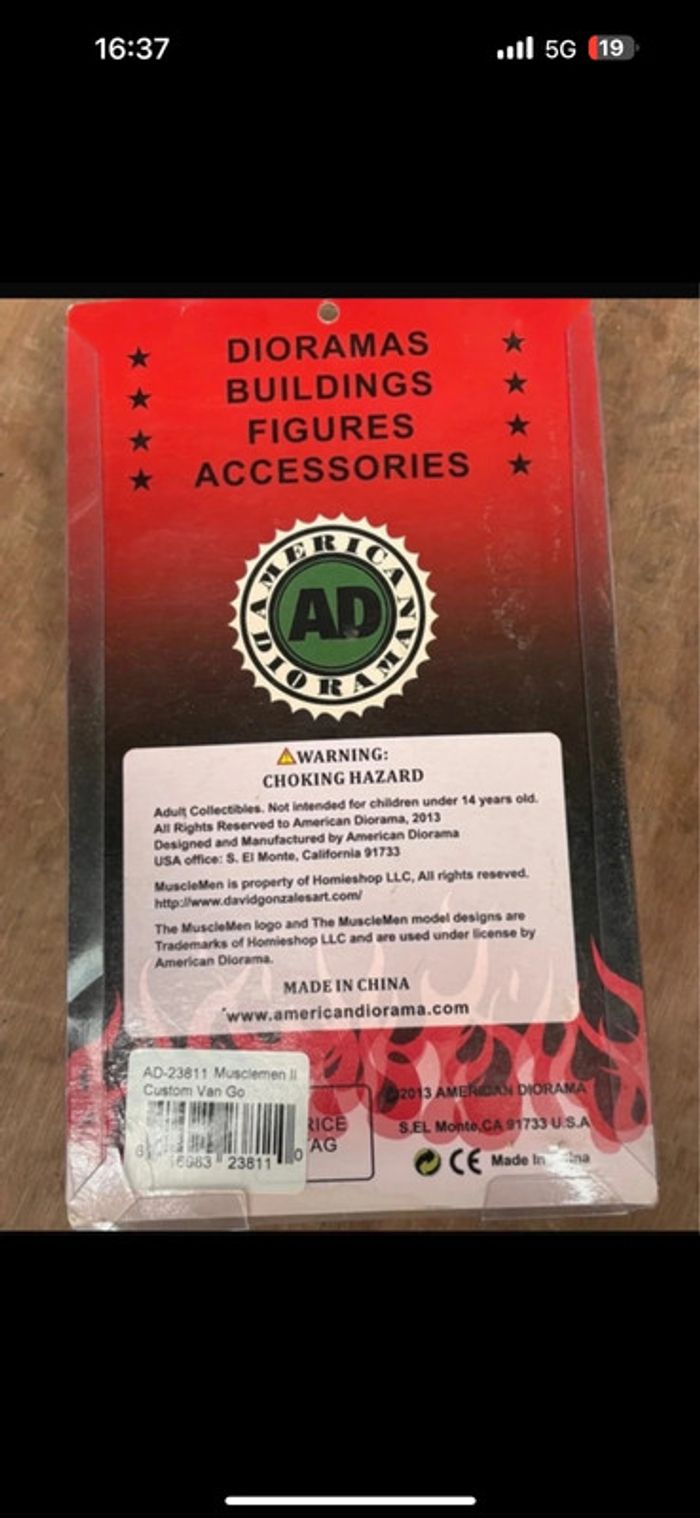 16:37
5G 19
★ DIORAMAS ★
★ BUILDINGS ★
★ FIGURES ★
★ ACCESSORIES ★
AMERICAN
AD
DIORAMA
WARNING:
CHOKING HAZARD
Adult Collectibles. Not intended for children under 14 years old.
All Rights Reserved to American Diorama, 2013
Designed and Manufactured by American Diorama
USA office: S. El Monte, California 91733
MuscleMen is property of Homieshop LLC, All rights reseved.
http://www.davidgonzalesart.com/
The MuscleMen logo and The MuscleMen model designs are
Trademarks of Homieshop LLC and are used under license by
American Diorama.
MADE IN CHINA
www.americandiorama.com
AD-23811 Musclemen II
Custom Van Go
23811 0
RICE
AG
©2013 AMERICAN DIORAMA
S.EL Monte,CA 91733 U.S.A
CE Made In